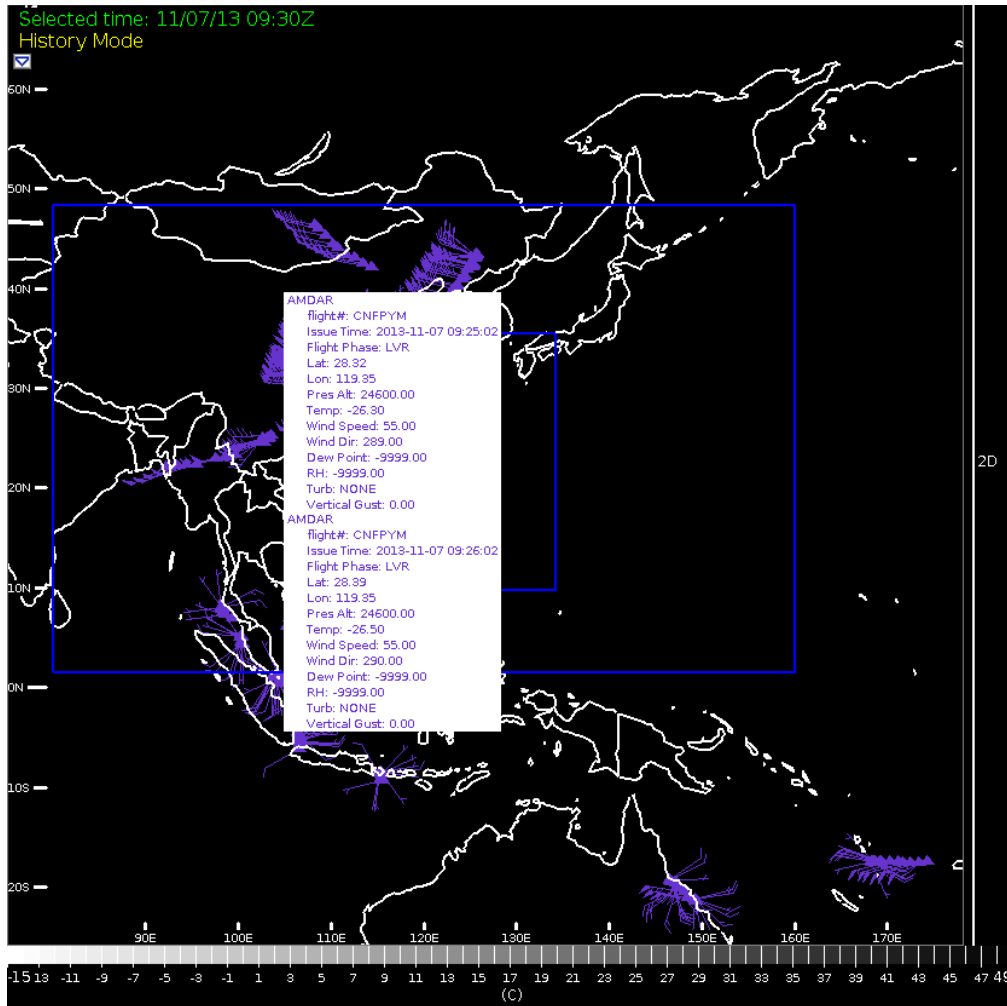 Selected time: 11/07/13 09:30Z
History Mode
60N
50N
40N
30N
20N
10N
0N
10S
20S
AMDAR
flight#: CNFPYM
Issue Time: 2013-11-07 09:25:02
Flight Phase: LVR
Lat: 28.32
Lon: 119.35
Pres Alt: 24600.00
Temp: -26.30
Wind Speed: 55.00
Wind Dir: 289.00
Dew Point: -9999.00
RH: -9999.00
Turb: NONE
Vertical Gust: 0.00
AMDAR
flight#: CNFPYM
Issue Time: 2013-11-07 09:26:02
Flight Phase: LVR
Lat: 28.39
Lon: 119.35
Pres Alt: 24600.00
Temp: -26.50
Wind Speed: 55.00
Wind Dir: 290.00
Dew Point: -9999.00
RH: -9999.00
Turb: NONE
Vertical Gust: 0.00
2D
90E 100E 110E 120E 130E 140E 150E 160E 170E
-15 13 -11 -9 -7 -5 -3 -1 1 3 5 7 9 11 13 15 17 19 21 23 25 27 29 31 33 35 37 39 41 43 45 47 49
(C)